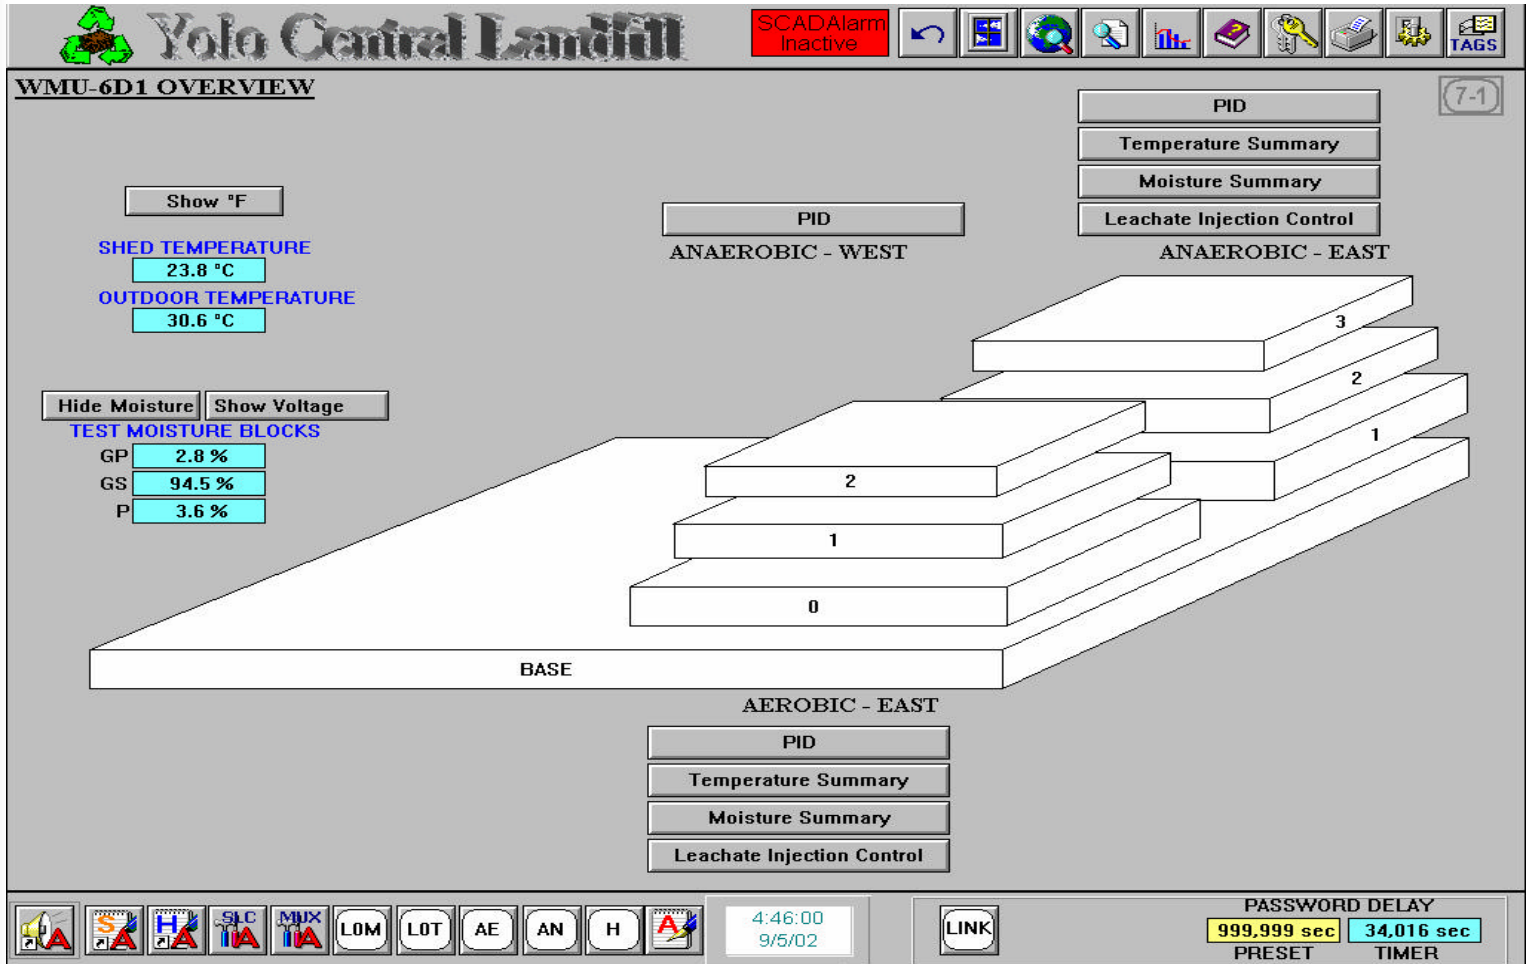 Yolo Central Landfill
SCADAlarm
Inactive
TAGS
WMU-6D1 OVERVIEW
7-1
PID
Temperature Summary
Moisture Summary
Leachate Injection Control
ANAEROBIC - EAST
PID
ANAEROBIC - WEST
Show °F
SHED TEMPERATURE
23.8 °C
OUTDOOR TEMPERATURE
30.6 °C
Hide Moisture Show Voltage
TEST MOISTURE BLOCKS
GP 2.8 %
GS 94.5 %
P 3.6 %
3
2
1
2
1
0
BASE
AEROBIC - EAST
PID
Temperature Summary
Moisture Summary
Leachate Injection Control
A
S A
H A
SLC A
MUX A
LOM
LOT
AE
AN
H
A
4:46:00
9/5/02
LINK
PASSWORD DELAY
999,999 sec 34,016 sec
PRESET TIMER